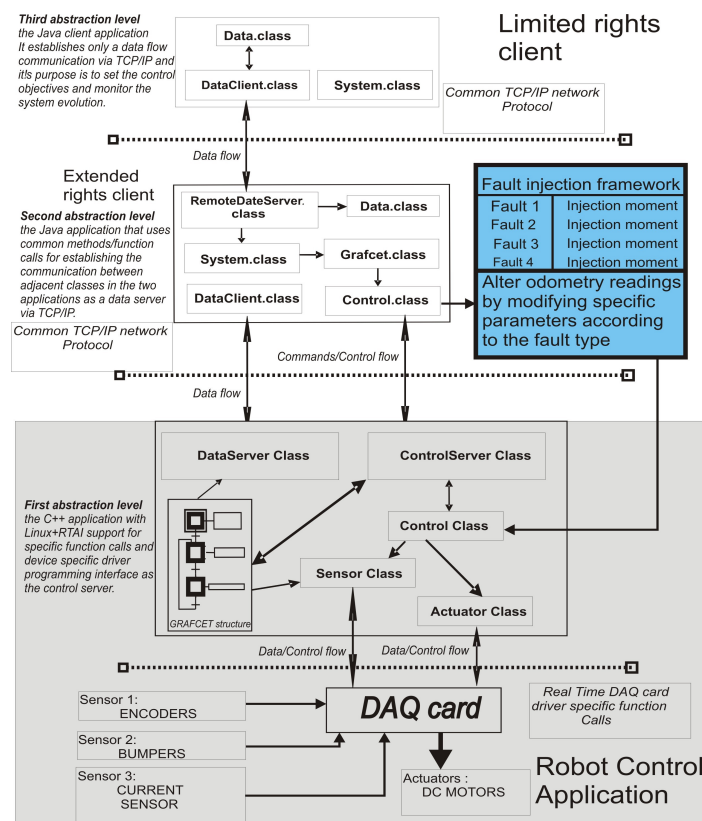 Third abstraction level
the Java client application
It establishes only a data flow
communication via TCP/IP and
it's purpose is to set the control
objectives and monitor the
system evolution.
Data.class
DataClient.class
System.class
Limited rights
client
Common TCP/IP network
Protocol
Data flow
Extended
rights client
Second abstraction level
the Java application that uses
common methods/function
calls for establishing the
communication between
adjacent classes in the two
applications as a data server
via TCP/IP.
Common TCP/IP network
Protocol
RemoteDateServer.
class
Data.class
System.class
Grafcet.class
DataClient.class
Control.class
Fault injection framework
Fault 1 Injection moment
Fault 2 Injection moment
Fault 3 Injection moment
Fault 4 Injection moment
Alter odometry readings
by modifying specific
parameters according
to the fault type
Commands/Control flow
Data flow
First abstraction level
the C++ application with
Linux+RTAI support for
specific function calls and
device specific driver
programming interface as
the control server.
DataServer Class
ControlServer Class
Control Class
Sensor Class
Actuator Class
GRAFCET structure
Data/Control flow
Data/Control flow
Sensor 1:
ENCODERS
Sensor 2:
BUMPERS
Sensor 3:
CURRENT
SENSOR
DAQ card
Actuators :
DC MOTORS
Real Time DAQ card
driver specific function
Calls
Robot Control
Application